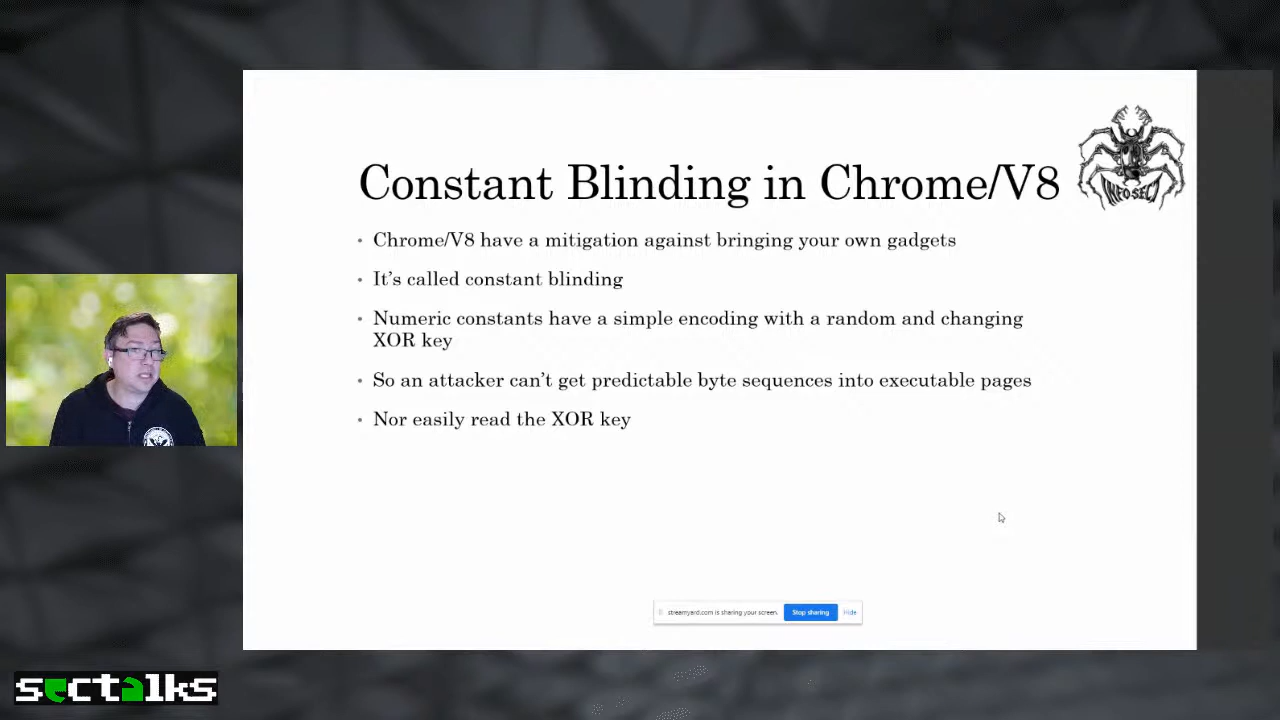 Constant Blinding in Chrome/V8
INFOSECT
• Chrome/V8 have a mitigation against bringing your own gadgets
• It's called constant blinding
• Numeric constants have a simple encoding with a random and changing
XOR key
• So an attacker can't get predictable byte sequences into executable pages
• Nor easily read the XOR key
streamyard.com is sharing your screen.
Stop sharing
Hide
sectalks